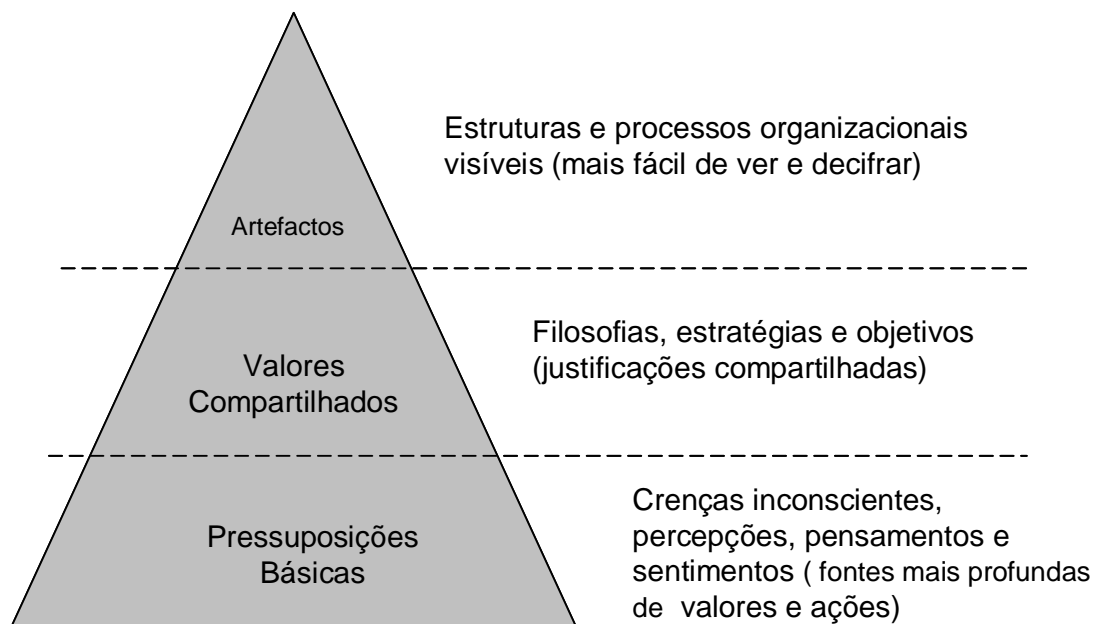 Estruturas e processos organizacionais
visíveis (mais fácil de ver e decifrar)
Artefactos
Filosofias, estratégias e objetivos
(justificações compartilhadas)
Valores
Compartilhados
Crenças inconscientes,
percepções, pensamentos e
sentimentos ( fontes mais profundas
de valores e ações)
Pressuposições
Básicas